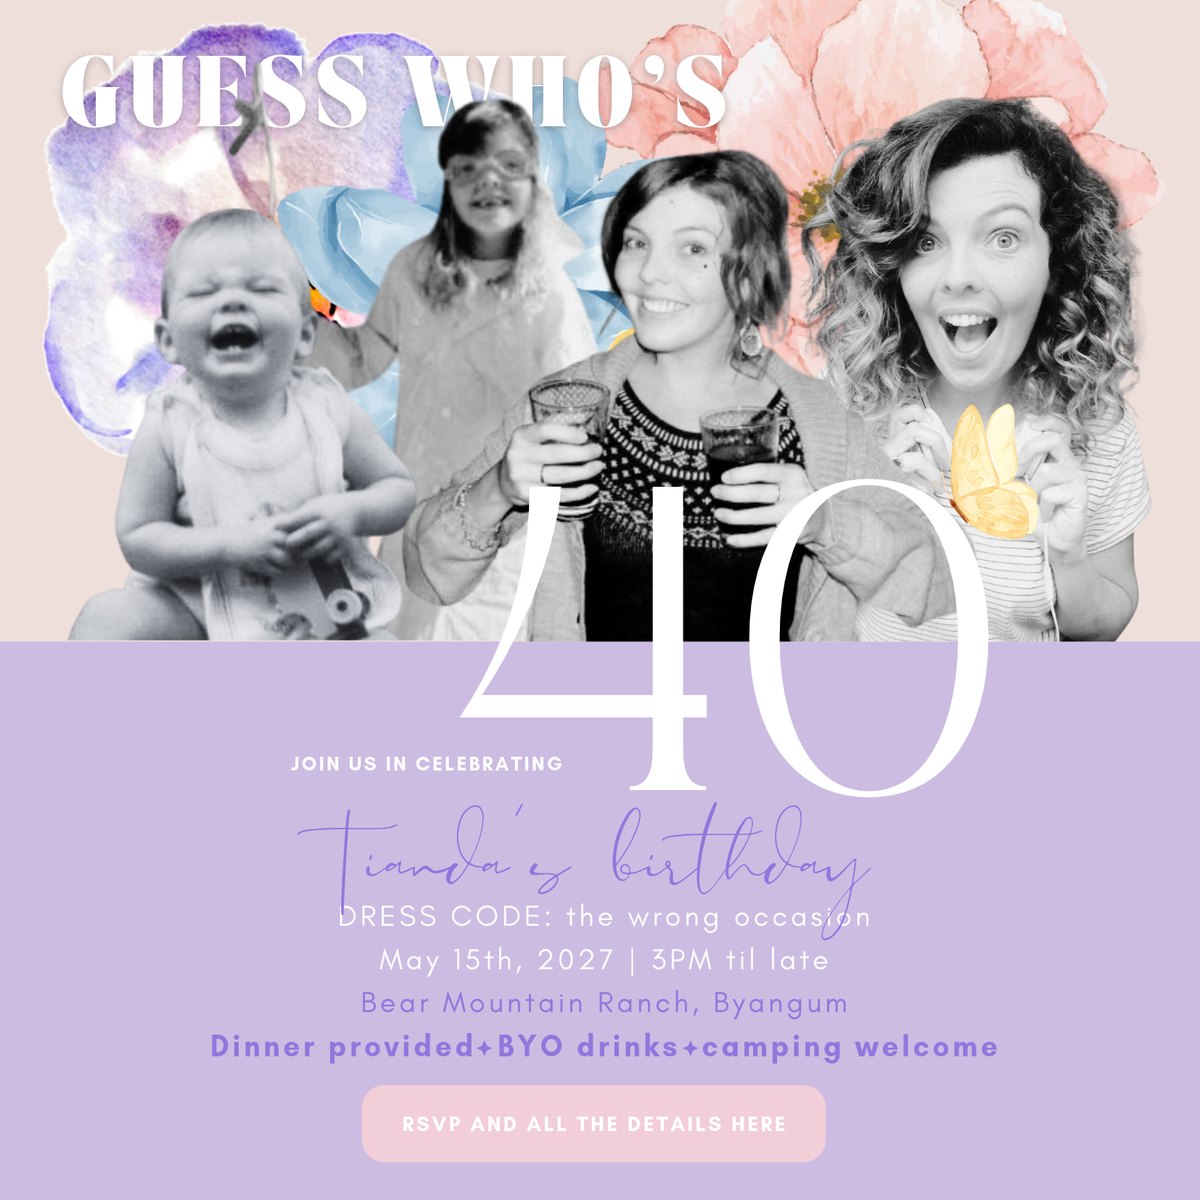 GUESS WHO'S
40
JOIN US IN CELEBRATING
Tianda's birthday
DRESS CODE: the wrong occasion
May 15th, 2027 | 3PM til late
Bear Mountain Ranch, Byangum
Dinner provided✦BYO drinks✦camping welcome
RSVP AND ALL THE DETAILS HERE